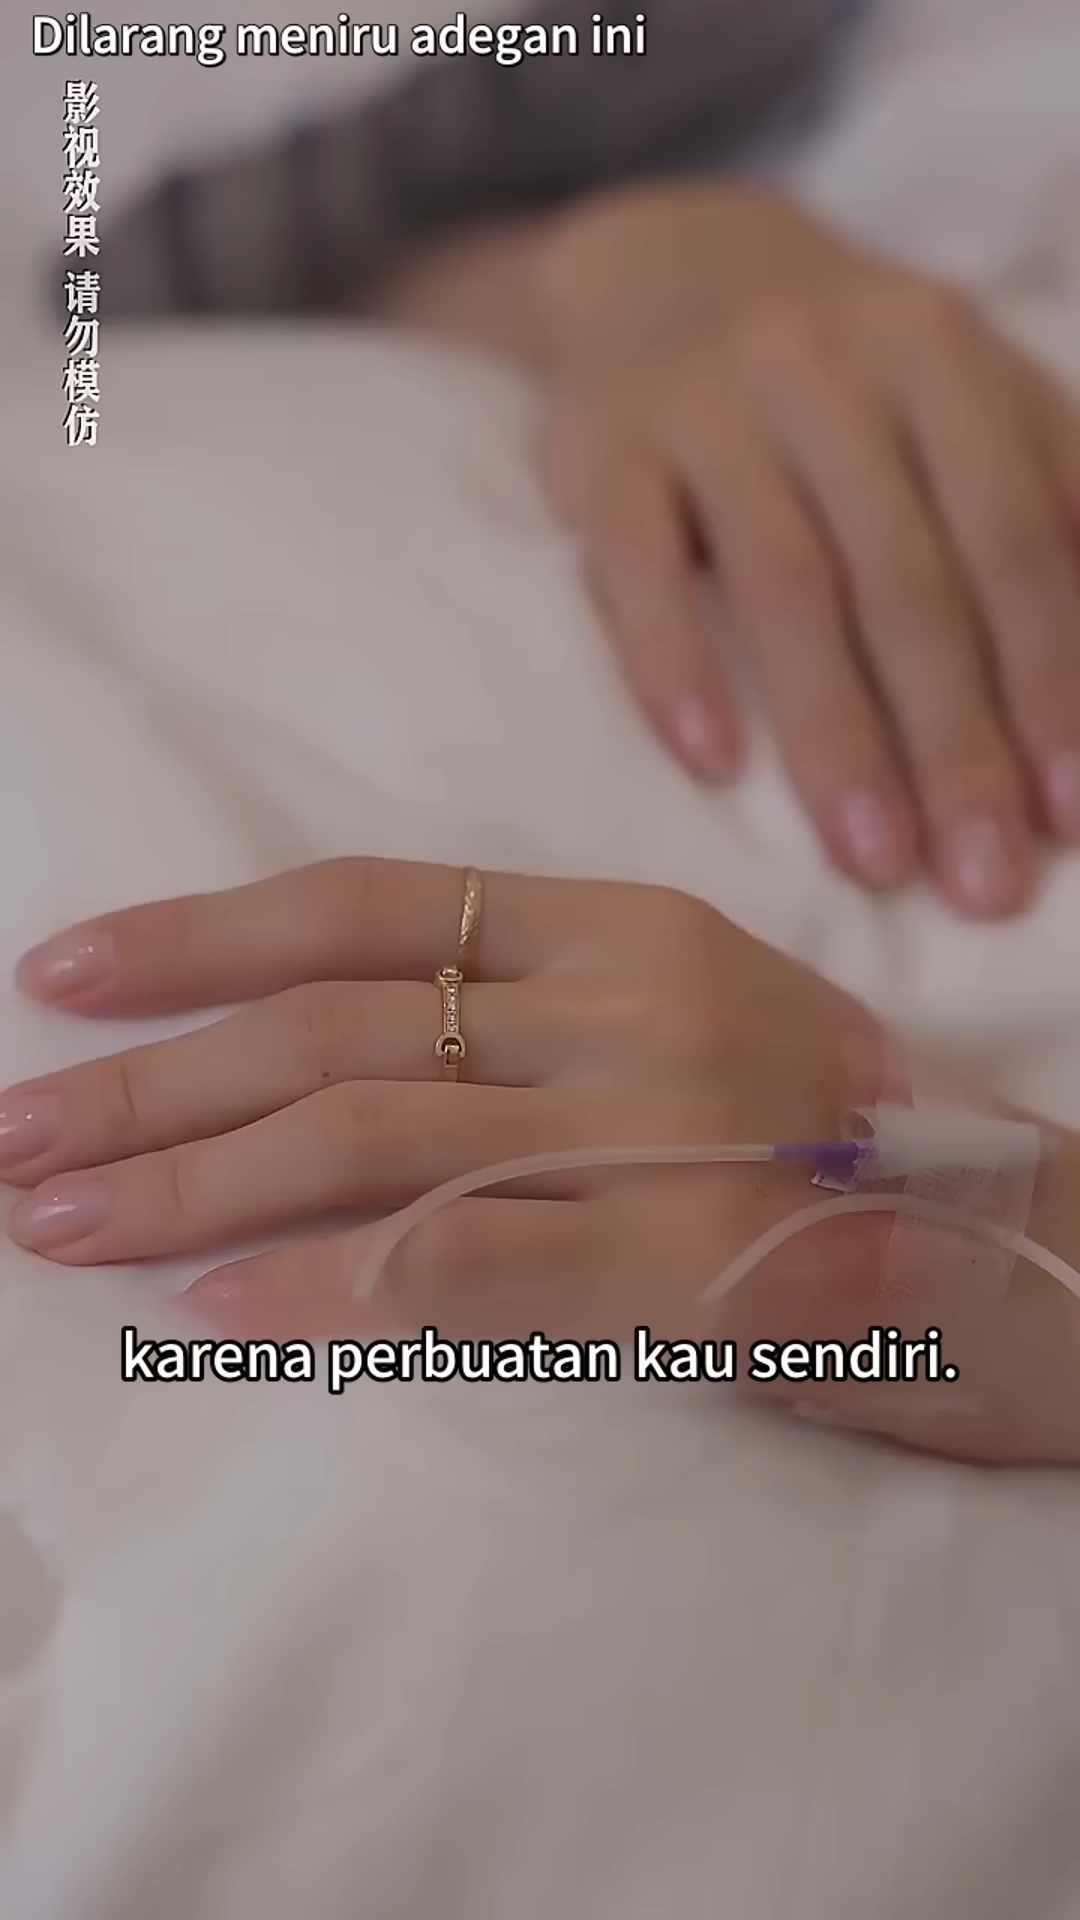 Dilarang meniru adegan ini
影视效果 请勿模仿
karena perbuatan kau sendiri.